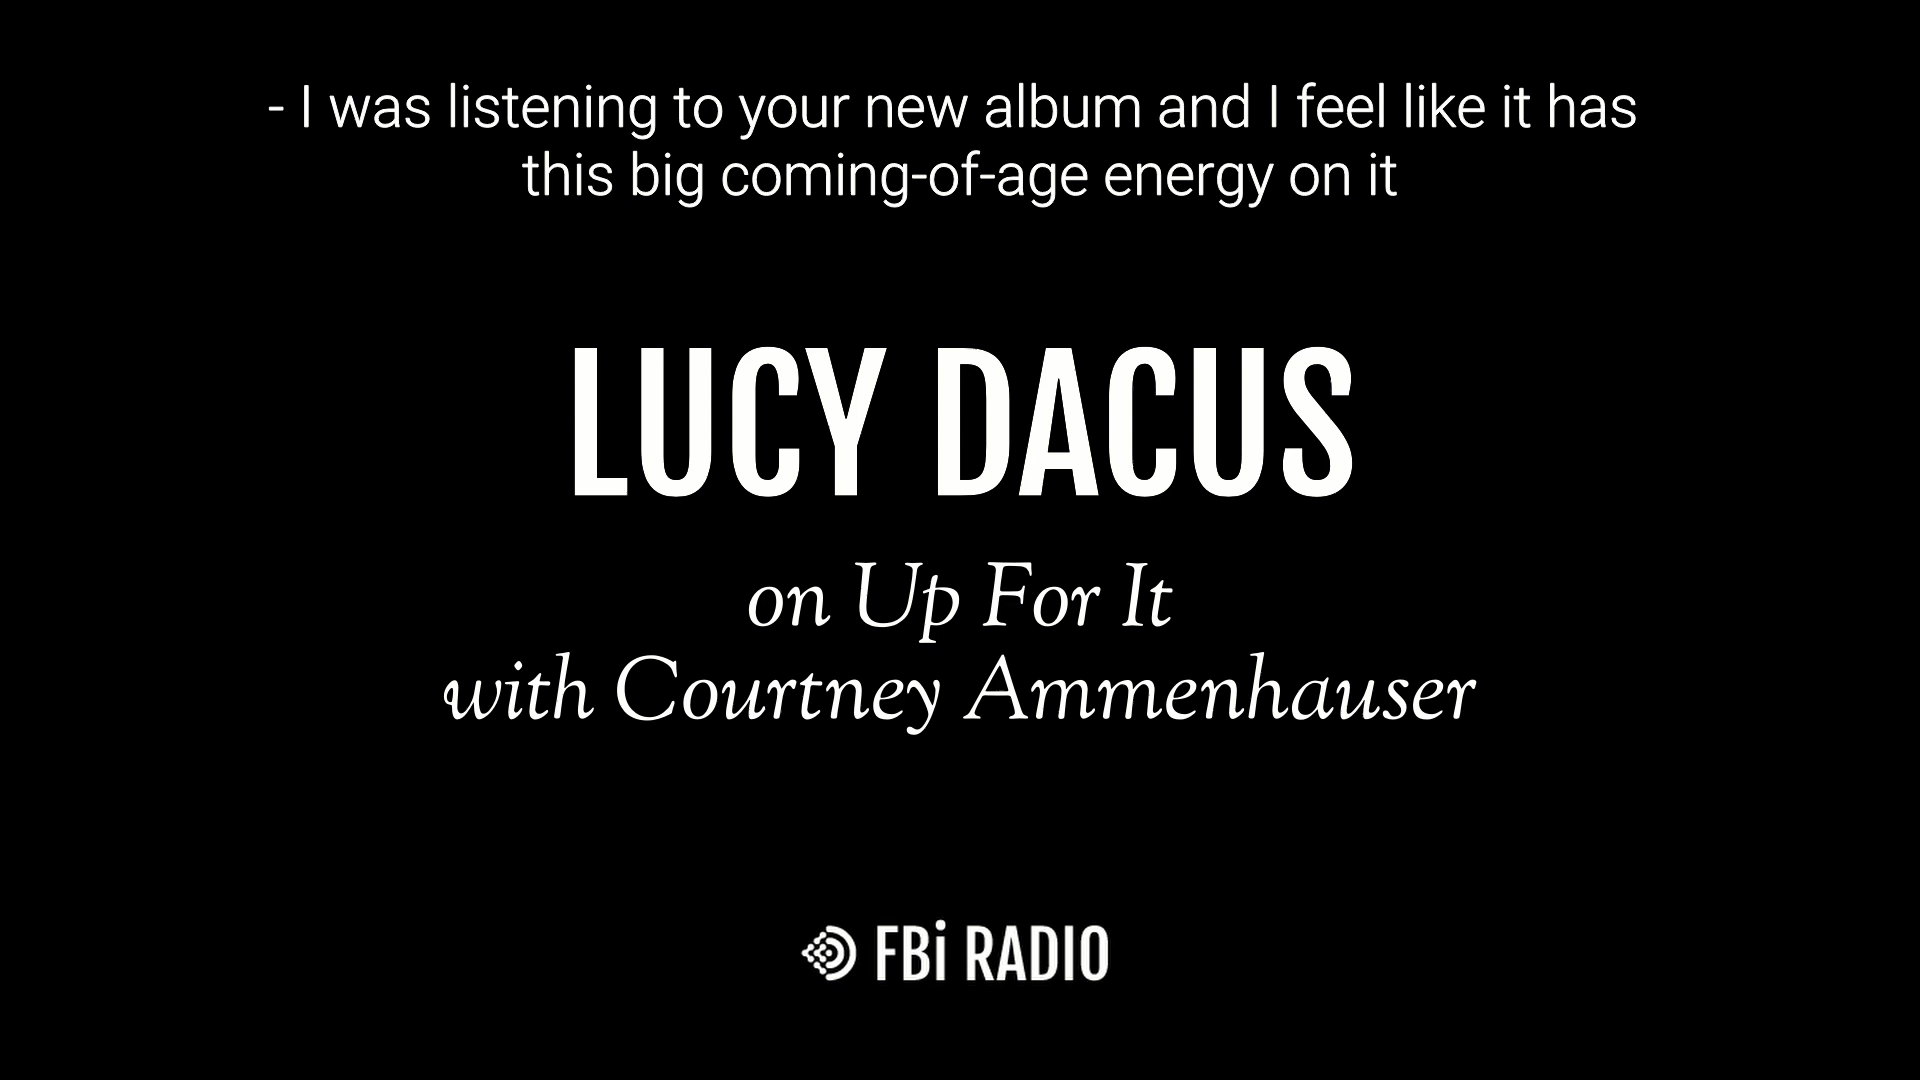 - I was listening to your new album and I feel like it has
this big coming-of-age energy on it
LUCY DACUS
on Up For It
with Courtney Ammenhauser
FBi RADIO